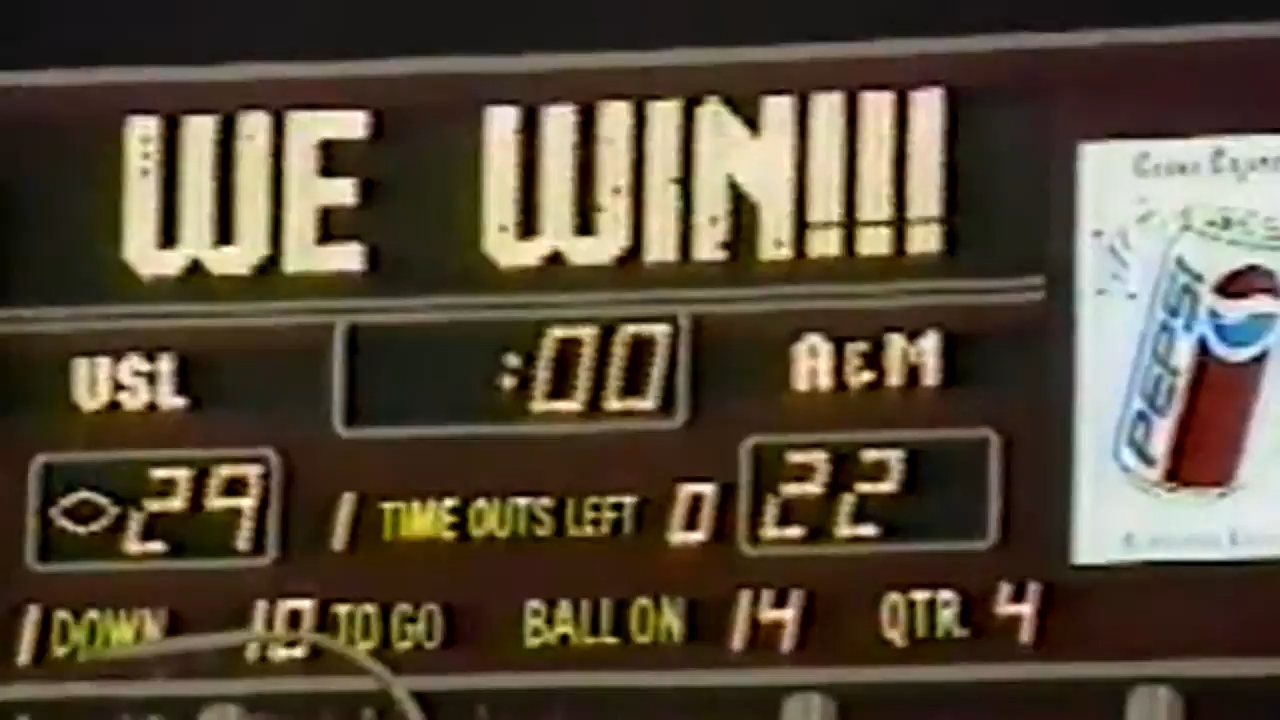 WE WIN!!!
USL :00 A&M
29 1 TIME OUTS LEFT 0 22
1 DOWN 10 TO GO BALL ON 14 QTR. 4
PEPSI